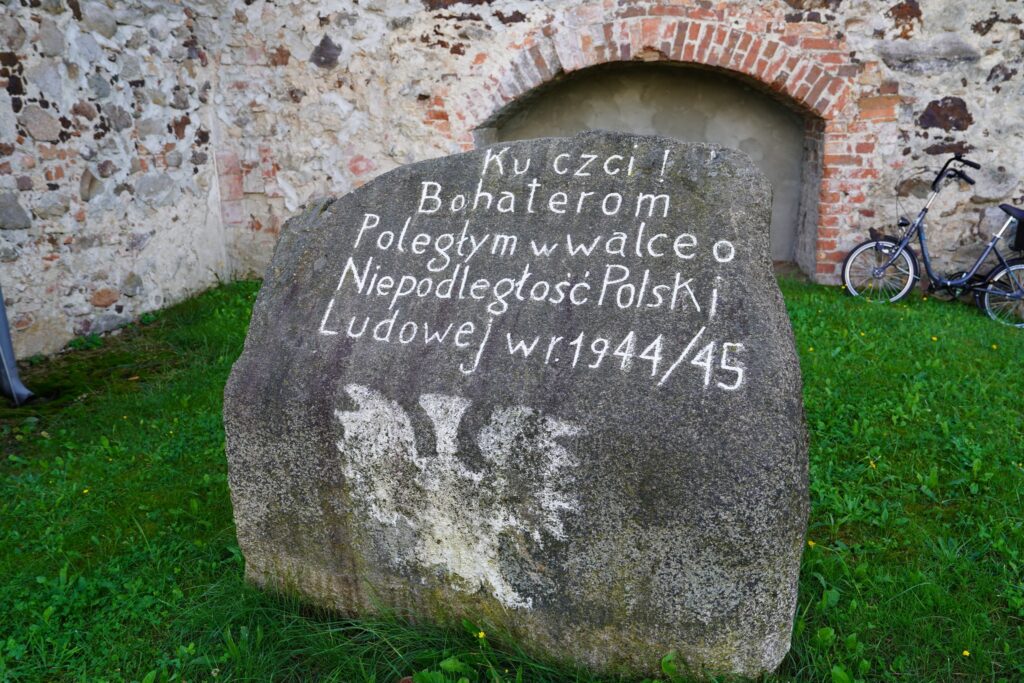 Ku czci !
Bohaterom
Poległym w walce o
Niepodległość Polski
Ludowej w r. 1944/45